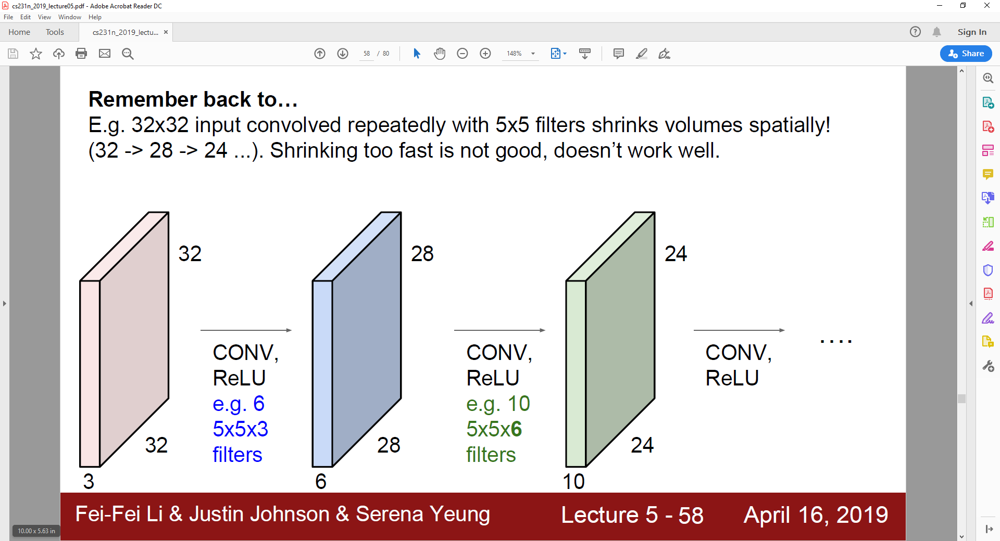 cs231n_2019_lecture05.pdf - Adobe Acrobat Reader DC
File Edit View Window Help
Home Tools cs231n_2019_lectu... × Sign In
58 / 80 148% Share
Remember back to…
E.g. 32x32 input convolved repeatedly with 5x5 filters shrinks volumes spatially!
(32 -> 28 -> 24 ...). Shrinking too fast is not good, doesn’t work well.
32
32
3
CONV,
ReLU
e.g. 6
5x5x3
filters
28
28
6
CONV,
ReLU
e.g. 10
5x5x6
filters
24
24
10
CONV,
ReLU
....
Fei-Fei Li & Justin Johnson & Serena Yeung Lecture 5 - 58 April 16, 2019
10.00 x 5.63 in